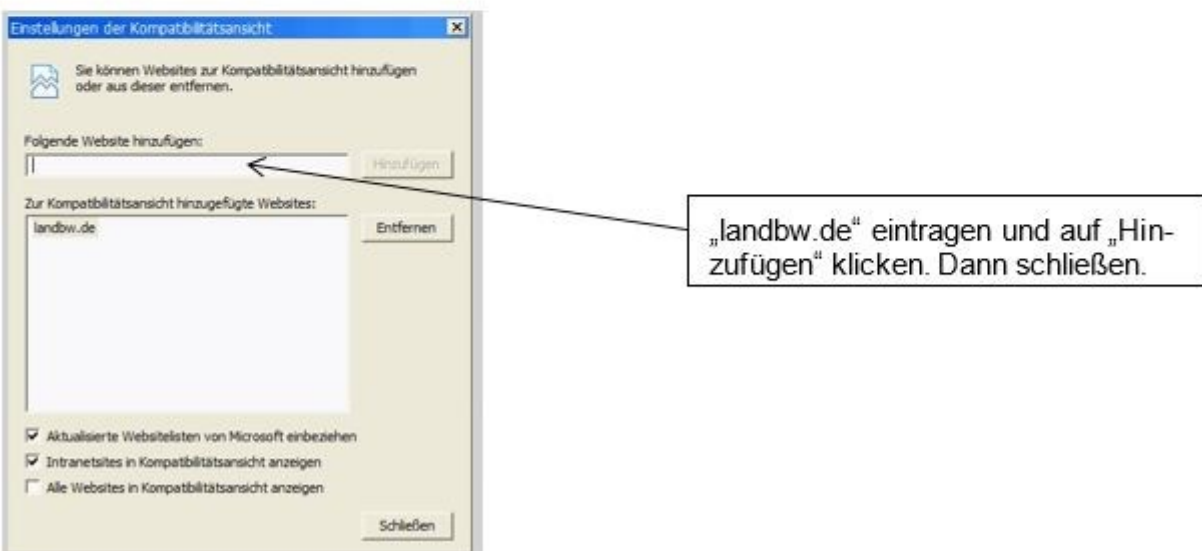 Einstellungen der Kompatibilitätsansicht
Sie können Websites zur Kompatibilitätsansicht hinzufügen
oder aus dieser entfernen.
Folgende Website hinzufügen:
Hinzufügen
Zur Kompatibilitätsansicht hinzugefügte Websites:
landbw.de
Entfernen
„landbw.de“ eintragen und auf „Hin-
zufügen“ klicken. Dann schließen.
Aktualisierte Websitelisten von Microsoft einbeziehen
Intranetsites in Kompatibilitätsansicht anzeigen
Alle Websites in Kompatibilitätsansicht anzeigen
Schließen